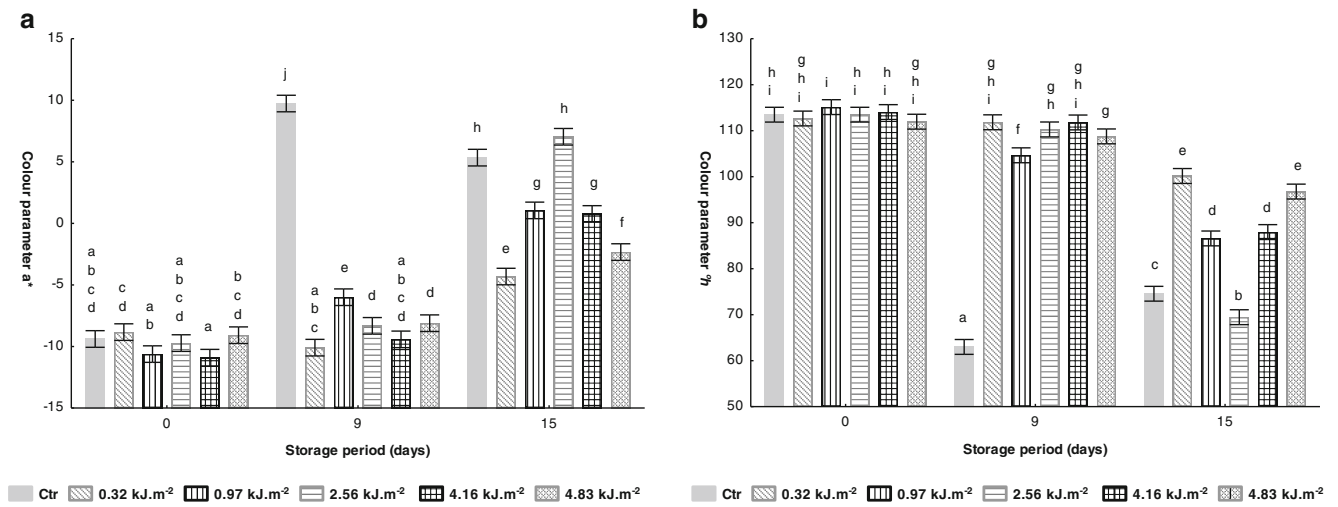 a
15
10
5
0
-5
-10
-15
Colour parameter a*
a
b
c
d
c
d
a
b
a
b
c
d
a
b
c
d
j
a
b
c
e
d
a
b
c
d
d
h
e
g
h
g
f
0 9 15
Storage period (days)
Ctr 0.32 kJ.m-2 0.97 kJ.m-2 2.56 kJ.m-2 4.16 kJ.m-2 4.83 kJ.m-2
b
130
120
110
100
90
80
70
60
50
Colour parameter °h
h
i
g
h
i
i
h
i
h
i
g
h
i
a
g
h
i
f
g
h
g
h
i
g
c
e
d
b
d
e
0 9 15
Storage period (days)
Ctr 0.32 kJ.m-2 0.97 kJ.m-2 2.56 kJ.m-2 4.16 kJ.m-2 4.83 kJ.m-2